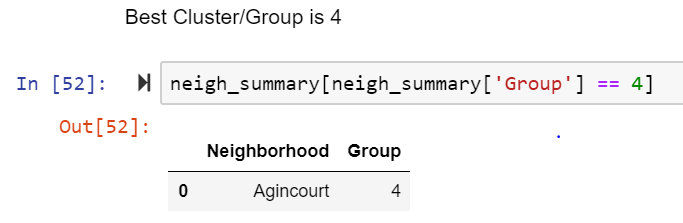 Best Cluster/Group is 4
In [52]: neigh_summary[neigh_summary['Group'] == 4]
Out[52]:
Neighborhood Group
0 Agincourt 4